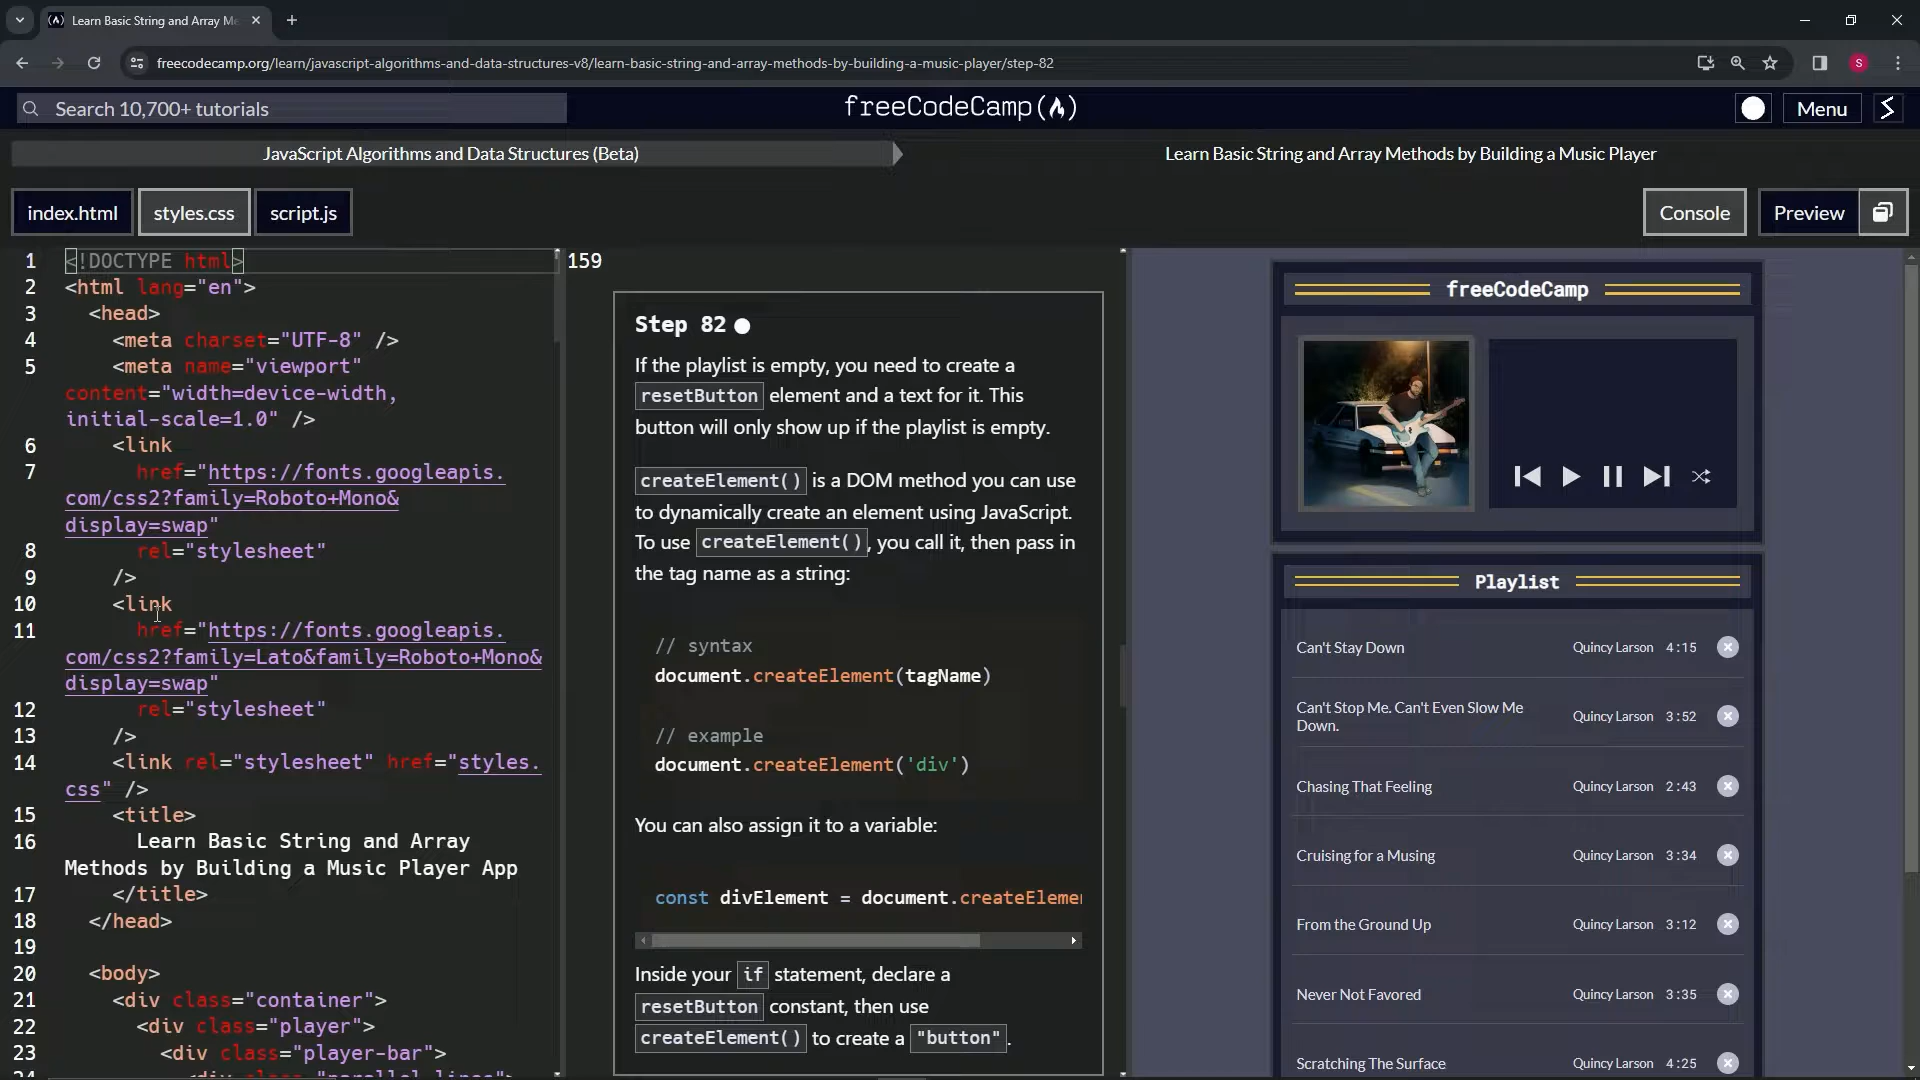 Learn Basic String and Array Me
freecodecamp.org/learn/javascript-algorithms-and-data-structures-v8/learn-basic-string-and-array-methods-by-building-a-music-player/step-82
S
Search 10,700+ tutorials
freeCodeCamp
Menu
JavaScript Algorithms and Data Structures (Beta)
Learn Basic String and Array Methods by Building a Music Player
index.html
styles.css
script.js
Console
Preview
1 <!DOCTYPE html>
2 <html lang="en">
3 <head>
4 <meta charset="UTF-8" />
5 <meta name="viewport"
content="width=device-width,
initial-scale=1.0" />
6 <link
7 href="https://fonts.googleapis.
com/css2?family=Roboto+Mono&
display=swap"
8 rel="stylesheet"
9 />
10 <link
11 href="https://fonts.googleapis.
com/css2?family=Lato&family=Roboto+Mono&
display=swap"
12 rel="stylesheet"
13 />
14 <link rel="stylesheet" href="styles.
css" />
15 <title>
16 Learn Basic String and Array
Methods by Building a Music Player App
17 </title>
18 </head>
19
20 <body>
21 <div class="container">
22 <div class="player">
23 <div class="player-bar">
24 <div class="parallel-lines">
159
Step 82
If the playlist is empty, you need to create a
resetButton element and a text for it. This
button will only show up if the playlist is empty.
createElement() is a DOM method you can use
to dynamically create an element using JavaScript.
To use createElement(), you call it, then pass in
the tag name as a string:
// syntax
document.createElement(tagName)
// example
document.createElement('div')
You can also assign it to a variable:
const divElement = document.createElemen
Inside your if statement, declare a
resetButton constant, then use
createElement() to create a "button".
freeCodeCamp
Playlist
Can't Stay Down Quincy Larson 4:15
Can't Stop Me. Can't Even Slow Me
Down. Quincy Larson 3:52
Chasing That Feeling Quincy Larson 2:43
Cruising for a Musing Quincy Larson 3:34
From the Ground Up Quincy Larson 3:12
Never Not Favored Quincy Larson 3:35
Scratching The Surface Quincy Larson 4:25